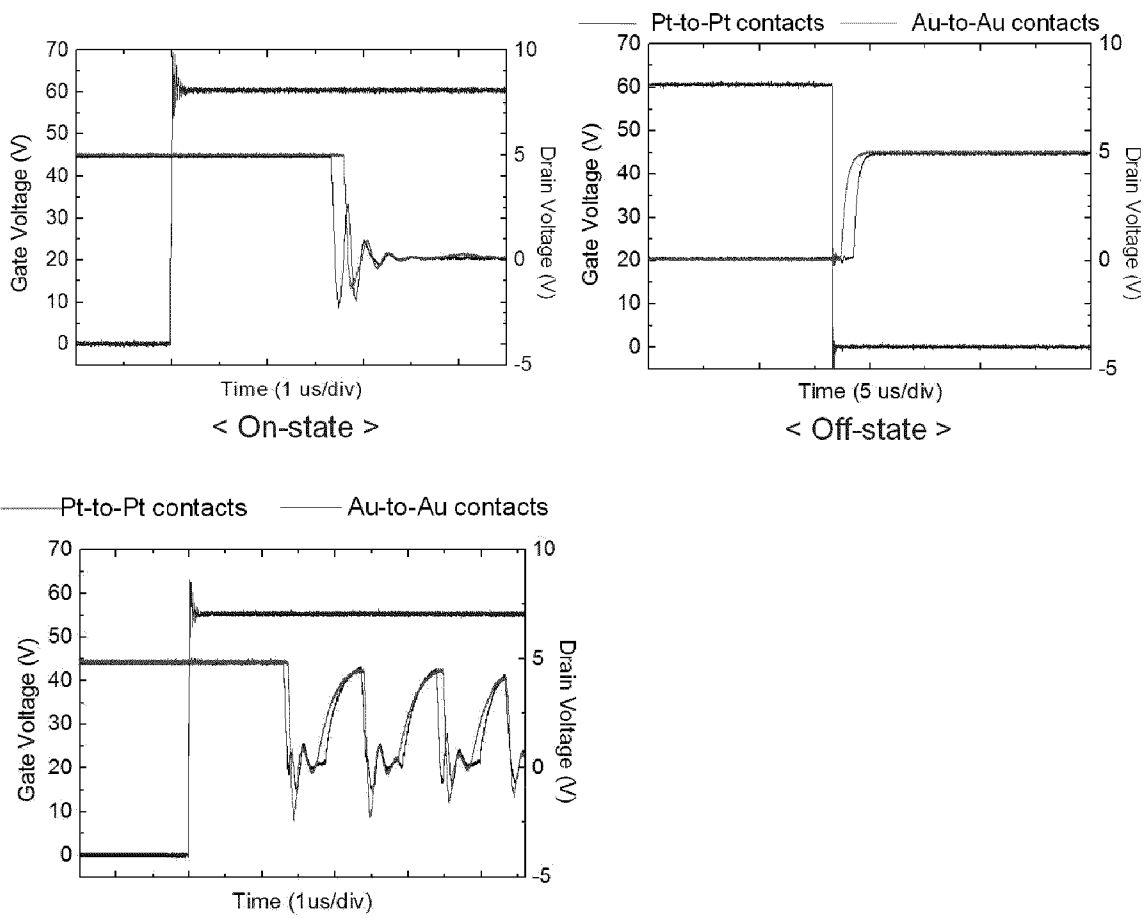 Pt-to-Pt contacts Au-to-Au contacts
70
60
50
40
30
20
10
0
Gate Voltage (V)
10
5
0
-5
Drain Voltage (V)
Time (1 us/div)
< On-state >
70
60
50
40
30
20
10
0
Gate Voltage (V)
10
5
0
-5
Drain Voltage (V)
Time (5 us/div)
< Off-state >
Pt-to-Pt contacts Au-to-Au contacts
70
60
50
40
30
20
10
0
Gate Voltage (V)
10
5
0
-5
Drain Voltage (V)
Time (1us/div)